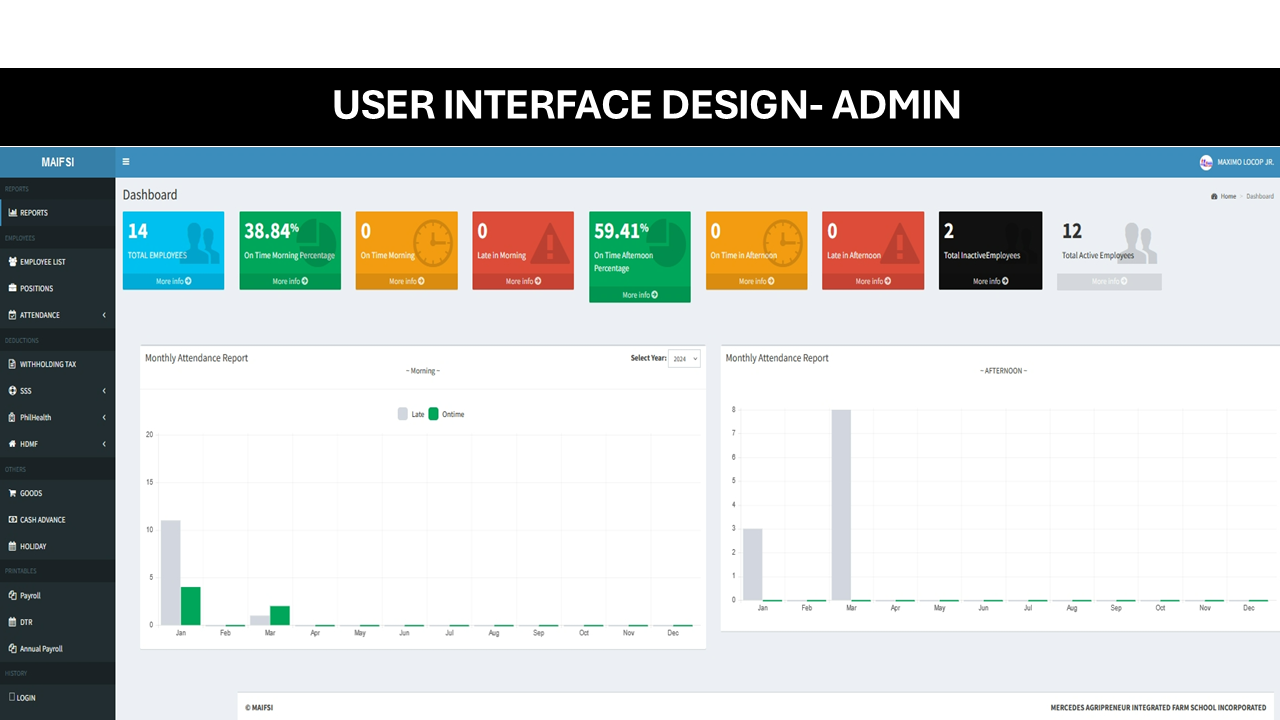 USER INTERFACE DESIGN- ADMIN
MAIFSI
MAXIMO LOCOP JR.
REPORTS
REPORTS
EMPLOYEES
EMPLOYEE LIST
POSITIONS
ATTENDANCE
DEDUCTIONS
WITHHOLDING TAX
SSS
PhilHealth
HDMF
OTHERS
GOODS
CASH ADVANCE
HOLIDAY
PRINTABLES
Payroll
DTR
Annual Payroll
HISTORY
LOGIN
Dashboard
Home > Dashboard
14
TOTAL EMPLOYEES
More info
38.84%
On Time Morning Percentage
More info
0
On Time Morning
More info
0
Late in Morning
More info
59.41%
On Time Afternoon
Percentage
More info
0
On Time in Afternoon
More info
0
Late in Afternoon
More info
2
Total InactiveEmployees
More info
12
Total Active Employees
More info
Monthly Attendance Report
Select Year: 2024
~ Morning ~
Late Ontime
20
15
10
5
0
Jan Feb Mar Apr May Jun Jul Aug Sep Oct Nov Dec
Monthly Attendance Report
~ AFTERNOON ~
8
7
6
5
4
3
2
1
0
Jan Feb Mar Apr May Jun Jul Aug Sep Oct Nov Dec
© MAIFSI
MERCEDES AGRIPRENEUR INTEGRATED FARM SCHOOL INCORPORATED